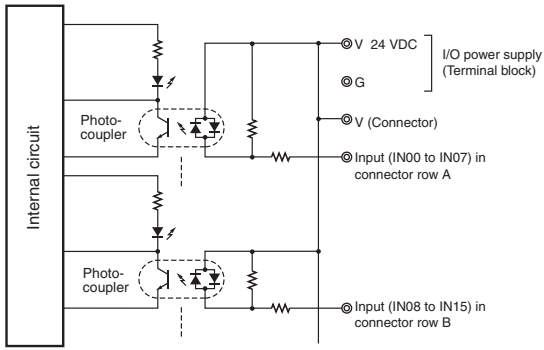 Internal circuit
Photo-
coupler
V 24 VDC
G
I/O power supply
(Terminal block)
V (Connector)
Input (IN00 to IN07) in
connector row A
Photo-
coupler
Input (IN08 to IN15) in
connector row B